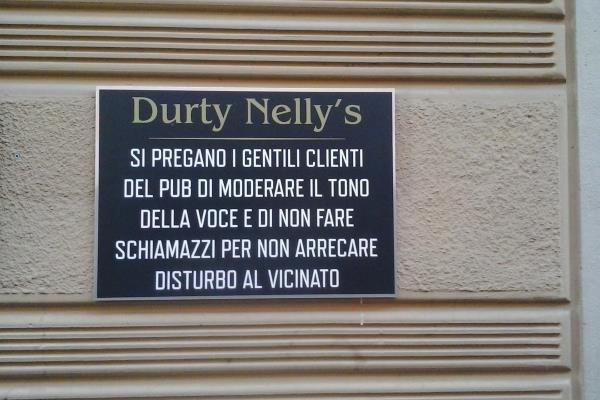 Durty Nelly's
SI PREGANO I GENTILI CLIENTI
DEL PUB DI MODERARE IL TONO
DELLA VOCE E DI NON FARE
SCHIAMAZZI PER NON ARRECARE
DISTURBO AL VICINATO